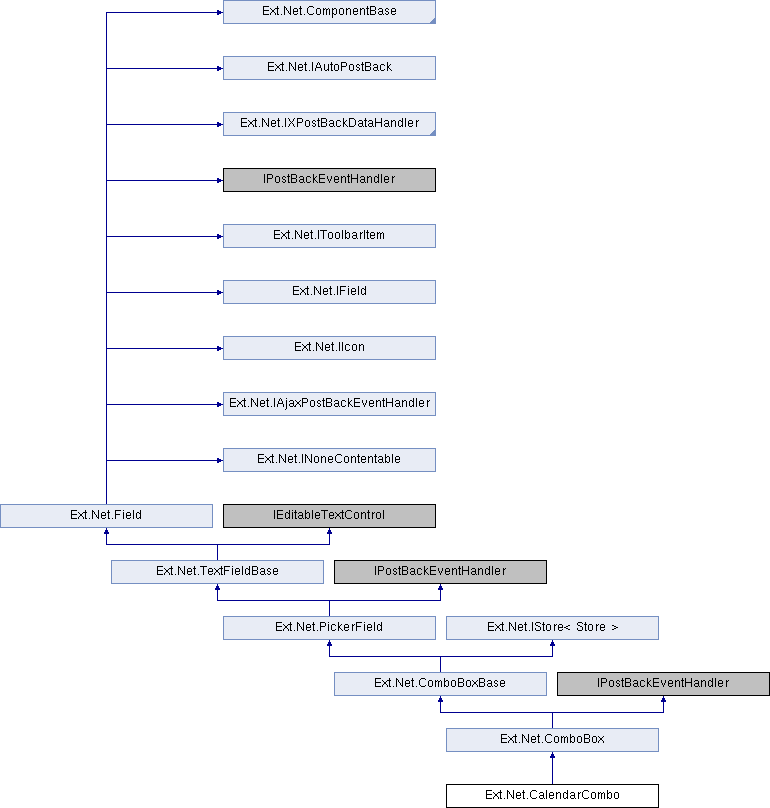 Ext.Net.ComponentBase
Ext.Net.IAutoPostBack
Ext.Net.IXPostBackDataHandler
IPostBackEventHandler
Ext.Net.IToolbarItem
Ext.Net.IField
Ext.Net.IIcon
Ext.Net.IAjaxPostBackEventHandler
Ext.Net.INoneContentable
Ext.Net.Field
IEditableTextControl
Ext.Net.TextFieldBase
IPostBackEventHandler
Ext.Net.PickerField
Ext.Net.IStore< Store >
Ext.Net.ComboBoxBase
IPostBackEventHandler
Ext.Net.ComboBox
Ext.Net.CalendarCombo